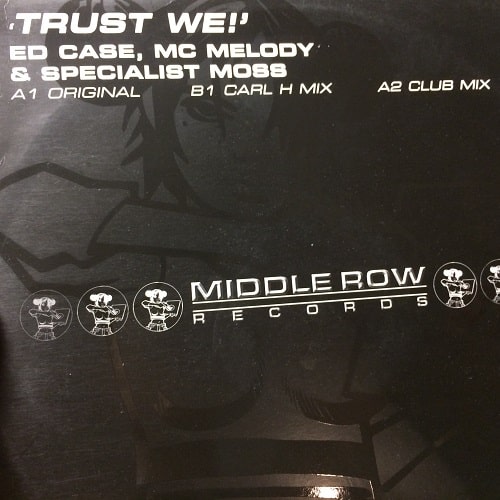 'TRUST WE!'
ED CASE, MC MELODY
& SPECIALIST MOSS
A1 ORIGINAL B1 CARL H MIX A2 CLUB MIX
MIDDLE ROW
RECORDS